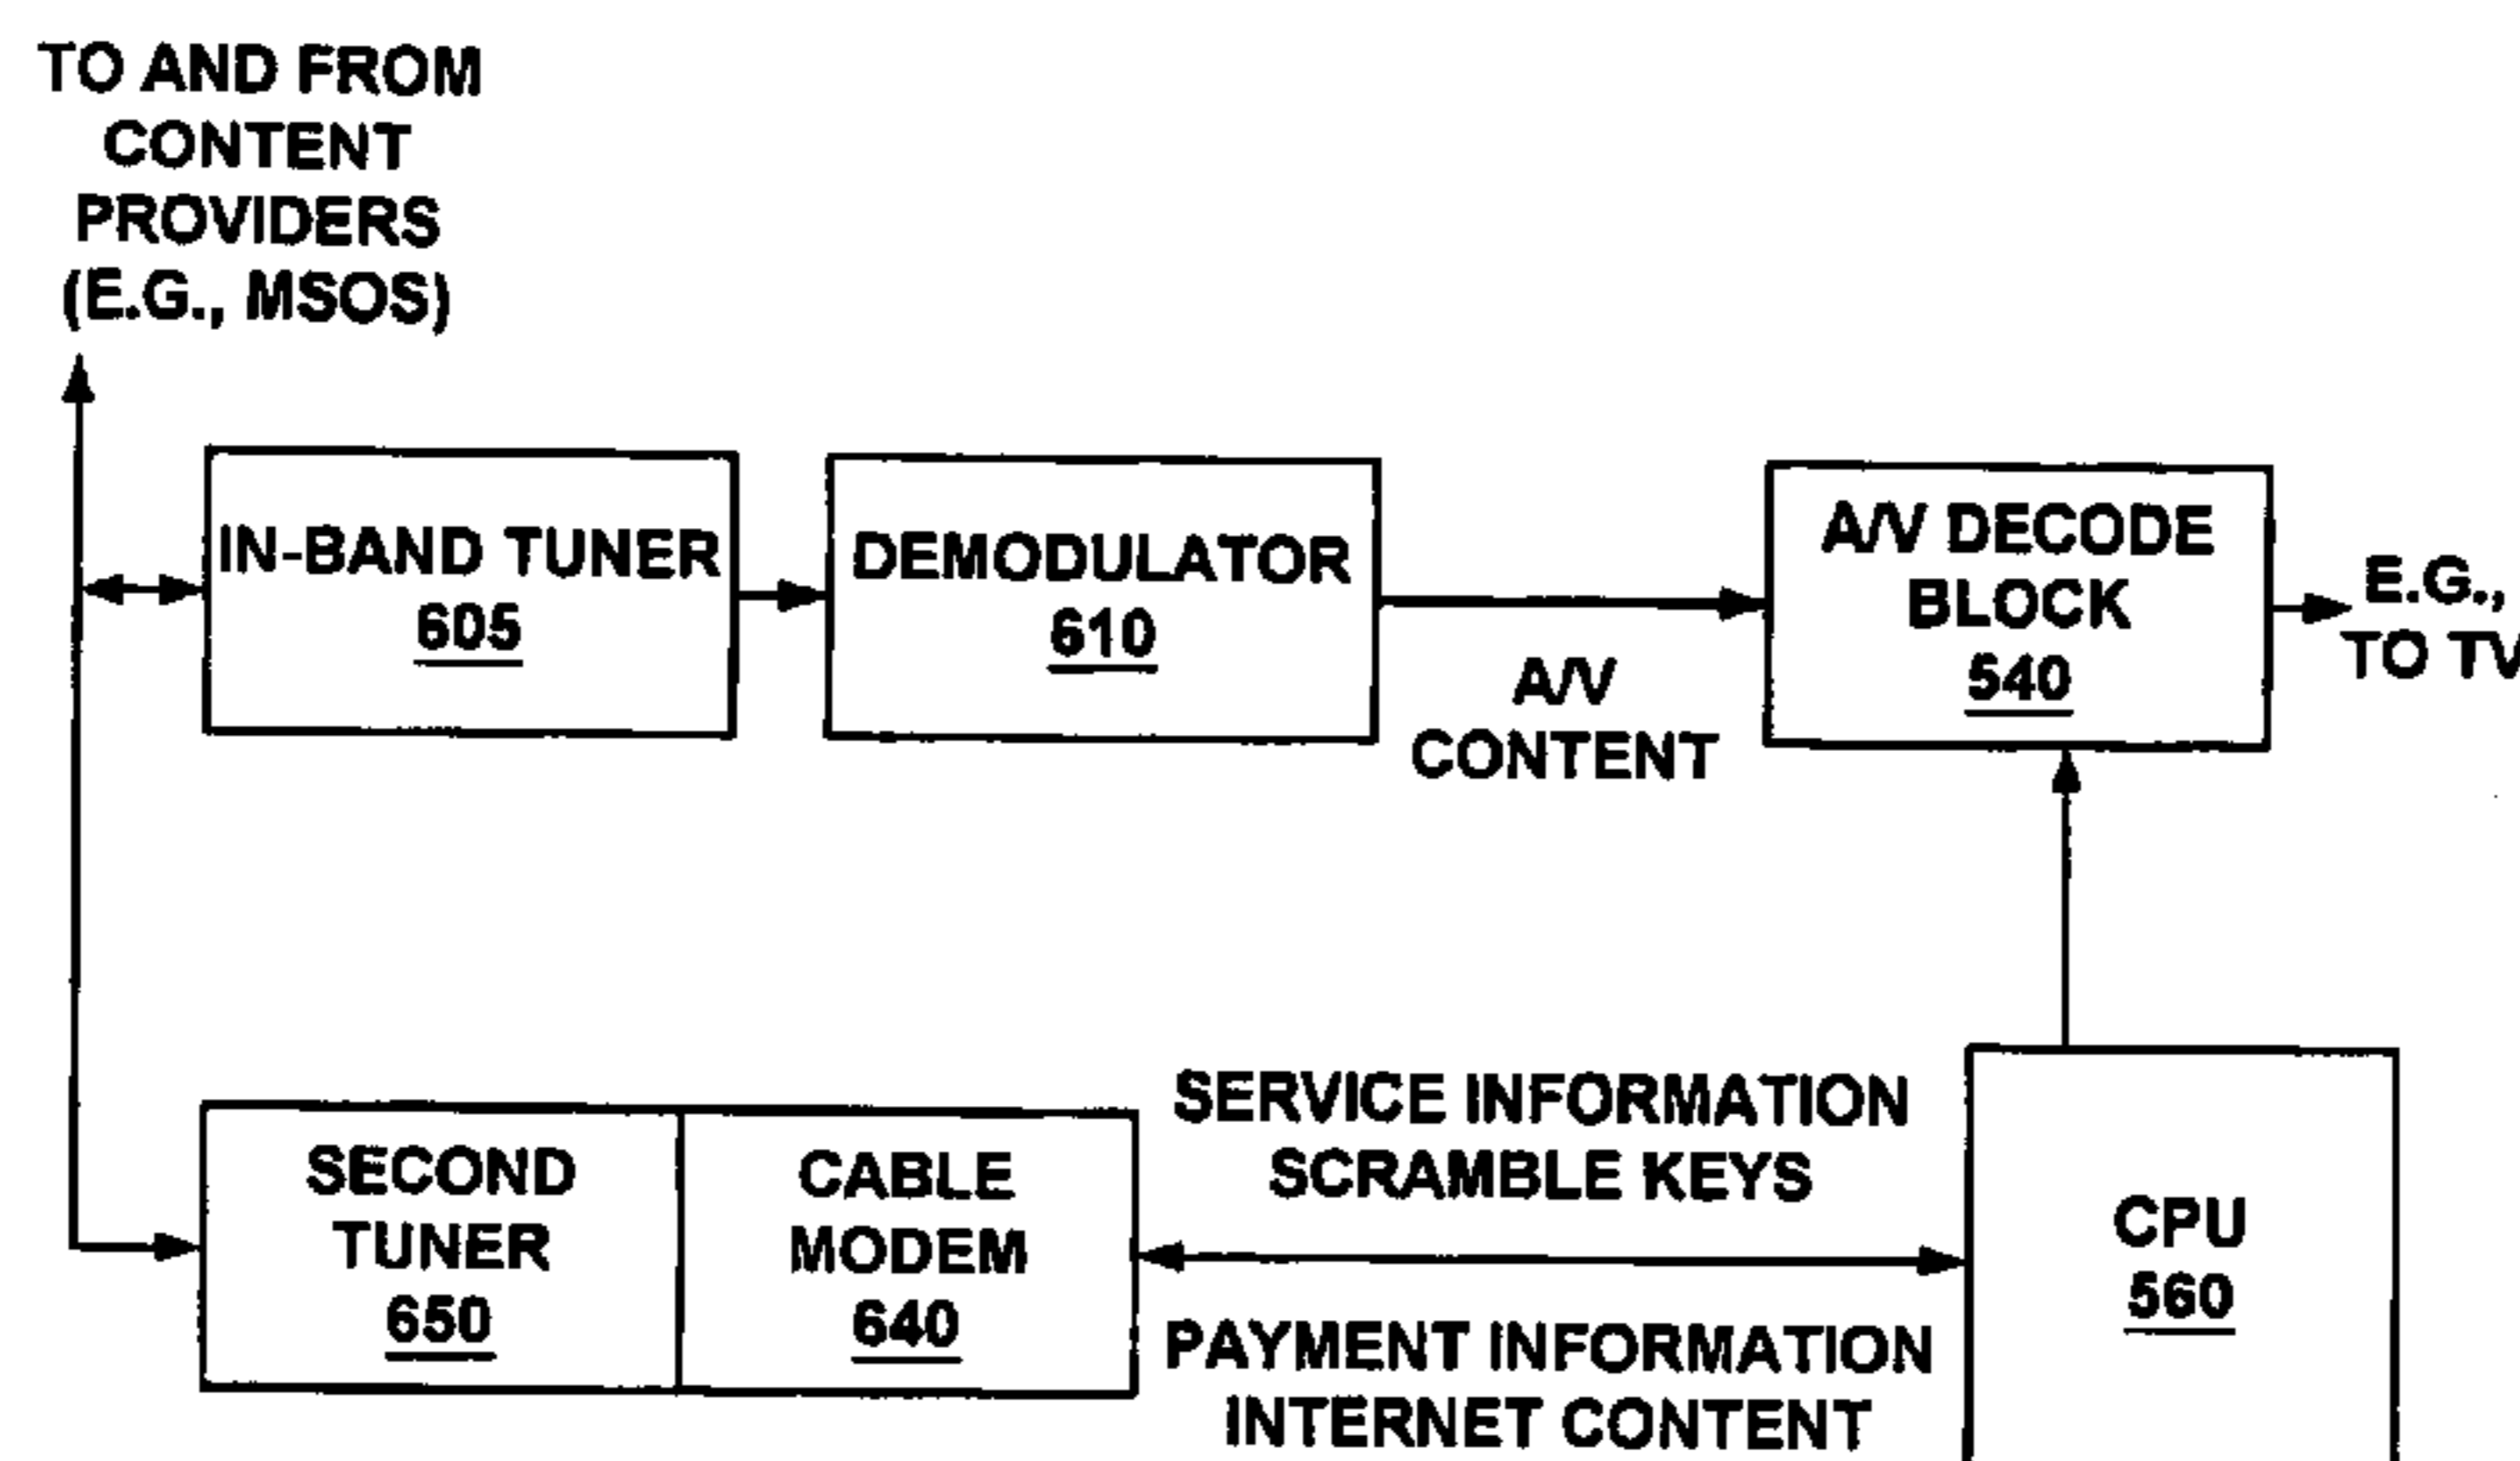 TO AND FROM
CONTENT
PROVIDERS
(E.G., MSOS)
IN-BAND TUNER
605
DEMODULATOR
610
A/V
CONTENT
A/V DECODE
BLOCK
540
E.G.,
TO TV
SECOND
TUNER
650
CABLE
MODEM
640
SERVICE INFORMATION
SCRAMBLE KEYS
PAYMENT INFORMATION
INTERNET CONTENT
CPU
560